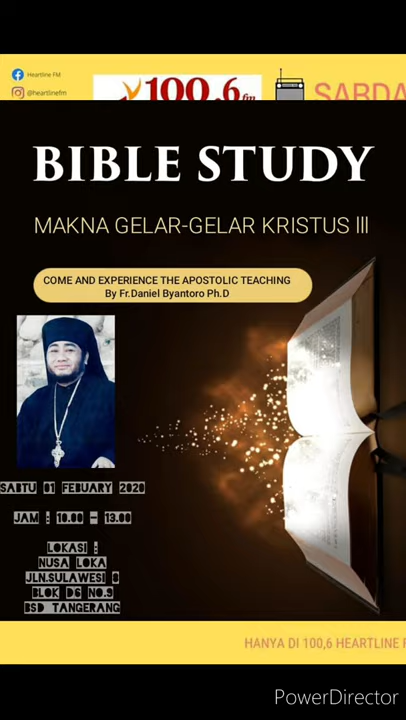 Heartline FM
@heartlinefm
100.6 fm
SABDA
BIBLE STUDY
MAKNA GELAR-GELAR KRISTUS lll
COME AND EXPERIENCE THE APOSTOLIC TEACHING
By Fr.Daniel Byantoro Ph.D
SABTU 01 FEBUARY 2020
JAM : 10.00 - 13.00
LOKASI :
NUSA LOKA
JLN.SULAWESI 8
BLOK D6 NO.9
BSD TANGERANG
HANYA DI 100,6 HEARTLINE F
PowerDirector